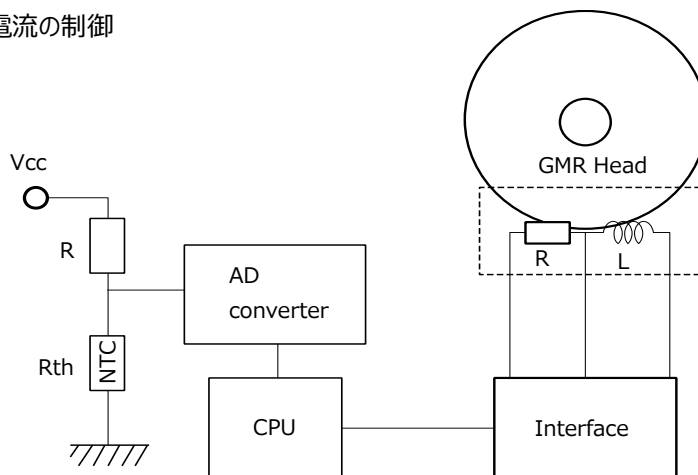 電流の制御
Vcc
GMR Head
R
R
L
AD
converter
Rth
NTC
CPU
Interface